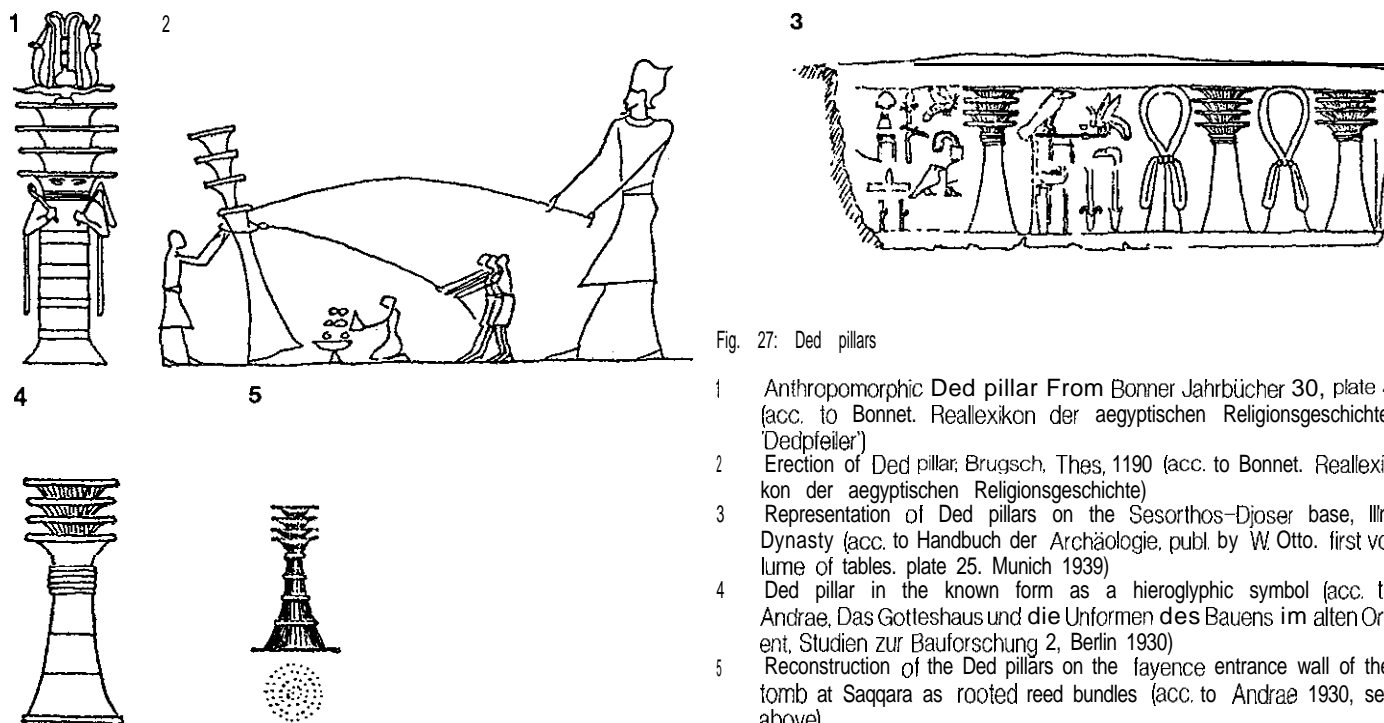 1
2
3
Fig. 27: Ded pillars
1 Anthropomorphic Ded pillar From Bonner Jahrbücher 30, plate
(acc. to Bonnet. Reallexikon der aegyptischen Religionsgeschichte
'Dedpfeiler')
2 Erection of Ded pillar, Brugsch, Thes, 1190 (acc. to Bonnet. Reallexi
kon der aegyptischen Religionsgeschichte)
3 Representation of Ded pillars on the Sesorthos-Djoser base,
Dynasty (acc. to Handbuch der Archäologie. publ. by W. Otto. first vo
lume of tables. plate 25. Munich 1939)
4 Ded pillar in the known form as a hieroglyphic symbol (acc. t
Andrae, Das Gotteshaus und die Unformen des Bauens im alten Or
ent, Studien zur Bauforschung 2, Berlin 1930)
5 Reconstruction of the Ded pillars on the fayence entrance wall of the
tomb at Saqqara as rooted reed bundles (acc. to Andrae 1930, se
above)
4
5